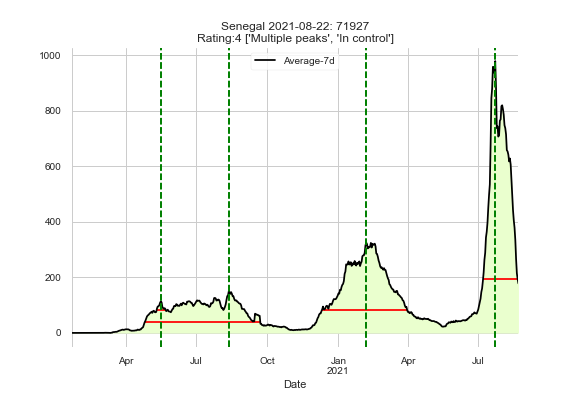 Senegal 2021-08-22: 71927
Rating:4 ['Multiple peaks', 'In control']
Average-7d
1000
800
600
400
200
0
Apr
Jul
Oct
Jan
2021
Apr
Jul
Date